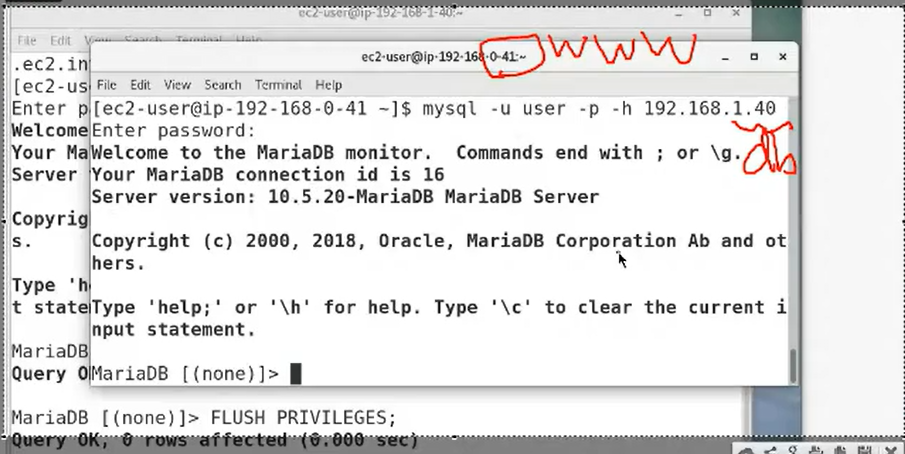 ec2-user@ip-192-168-1-40:~
File Edit View Search Terminal Help
ec2-user@ip-192-168-0-41:~
www
File Edit View Search Terminal Help
.ec2.in
[ec2-us
Enter p
Welcome
Your Ma
Server
Copyrig
s.
Type 'h
t state
MariaDB
Query O
[ec2-user@ip-192-168-0-41 ~]$ mysql -u user -p -h 192.168.1.40
db
Enter password:
Welcome to the MariaDB monitor.  Commands end with ; or \g.
Your MariaDB connection id is 16
Server version: 10.5.20-MariaDB MariaDB Server
Copyright (c) 2000, 2018, Oracle, MariaDB Corporation Ab and ot
hers.
Type 'help;' or '\h' for help. Type '\c' to clear the current i
nput statement.
MariaDB [(none)]>
MariaDB [(none)]> FLUSH PRIVILEGES;
Query OK, 0 rows affected (0.000 sec)